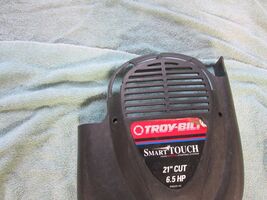 TROY-BILT
SMART TOUCH
21" CUT
6.5 HP